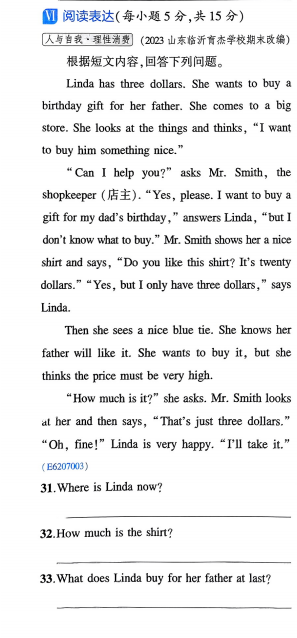 Ⅵ 阅读表达(每小题5分,共15分)
人与自我·理性消费 (2023山东临沂育杰学校期末改编)
根据短文内容,回答下列问题。
Linda has three dollars. She wants to buy a
birthday gift for her father. She comes to a big
store. She looks at the things and thinks, “I want
to buy him something nice.”
“Can I help you?” asks Mr. Smith, the
shopkeeper (店主). “Yes, please. I want to buy a
gift for my dad's birthday,” answers Linda, “but I
don't know what to buy.” Mr. Smith shows her a nice
shirt and says, “Do you like this shirt? It's twenty
dollars.” “Yes, but I only have three dollars,” says
Linda.
Then she sees a nice blue tie. She knows her
father will like it. She wants to buy it, but she
thinks the price must be very high.
“How much is it?” she asks. Mr. Smith looks
at her and then says, “That's just three dollars.”
“Oh, fine!” Linda is very happy. “I'll take it.”
(E6207003)
31.Where is Linda now?
32.How much is the shirt?
33.What does Linda buy for her father at last?